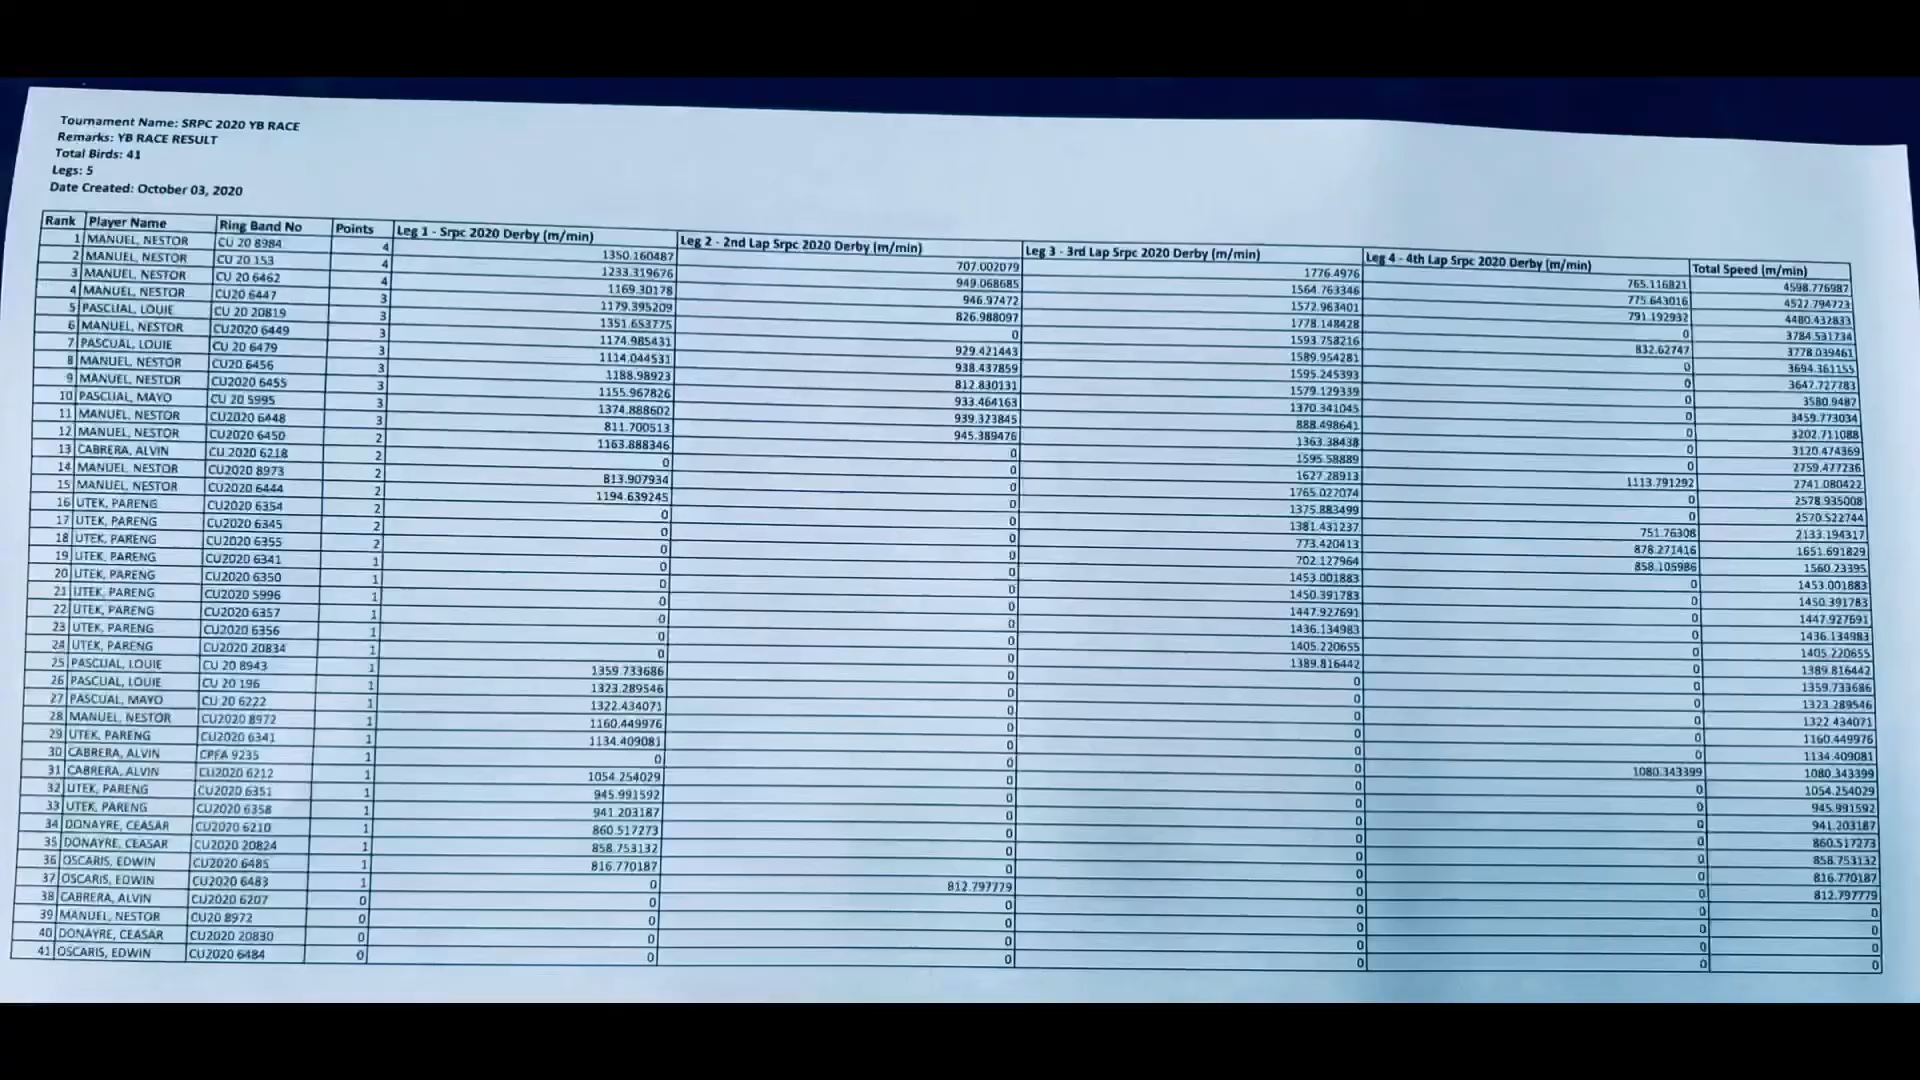 Tournament Name: SRPC 2020 YB RACE
Remarks: YB RACE RESULT
Total Birds: 41
Legs: 5
Date Created: October 03, 2020
Rank Player Name Ring Band No Points Leg 1 - Srpc 2020 Derby (m/min) Leg 2 - 2nd Lap Srpc 2020 Derby (m/min) Leg 3 - 3rd Lap Srpc 2020 Derby (m/min) Leg 4 - 4th Lap Srpc 2020 Derby (m/min) Total Speed (m/min)
1 MANUEL, NESTOR CU 20 8984 4 1350.160487 707.002079 1776.4976 765.116821 4598.776987
2 MANUEL, NESTOR CU 20 153 4 1233.319676 949.068685 1564.763346 775.643016 4522.794723
3 MANUEL, NESTOR CU 20 6462 4 1169.30178 946.97472 1572.963401 791.192932 4480.432833
4 MANUEL, NESTOR CU20 6447 3 1179.395209 826.988097 1778.148428 0 3784.531734
5 PASCUAL, LOUIE CU 20 20819 3 1351.653775 0 1593.758216 832.62747 3778.039461
6 MANUEL, NESTOR CU2020 6449 3 1174.985431 929.421443 1589.954281 0 3694.361155
7 PASCUAL, LOUIE CU 20 6479 3 1114.044531 938.437859 1595.245393 0 3647.727783
8 MANUEL, NESTOR CU20 6456 3 1188.98923 812.830131 1579.129339 0 3580.9487
9 MANUEL, NESTOR CU2020 6455 3 1155.967826 933.464163 1370.341045 0 3459.773034
10 PASCUAL, MAYO CU 20 5995 3 1374.888602 939.323845 888.498641 0 3202.711088
11 MANUEL, NESTOR CU2020 6448 3 811.700513 945.389476 1363.38438 0 3120.474369
12 MANUEL, NESTOR CU2020 6450 2 1163.888346 0 1595.58889 0 2759.477236
13 CABRERA, ALVIN CU 2020 6218 2 0 0 1627.28913 1113.791292 2741.080422
14 MANUEL, NESTOR CU2020 8973 2 813.907934 0 1765.027074 0 2578.935008
15 MANUEL, NESTOR CU2020 6444 2 1194.639245 0 1375.883499 0 2570.522744
16 UTEK, PARENG CU2020 6354 2 0 0 1381.431237 751.76308 2133.194317
17 UTEK, PARENG CU2020 6345 2 0 0 773.420413 878.271416 1651.691829
18 UTEK, PARENG CU2020 6355 2 0 0 702.127964 858.105986 1560.23395
19 UTEK, PARENG CU2020 6341 1 0 0 1453.001883 0 1453.001883
20 UTEK, PARENG CU2020 6350 1 0 0 1450.391783 0 1450.391783
21 UTEK, PARENG CU2020 5996 1 0 0 1447.927691 0 1447.927691
22 UTEK, PARENG CU2020 6357 1 0 0 1436.134983 0 1436.134983
23 UTEK, PARENG CU2020 6356 1 0 0 1405.220655 0 1405.220655
24 UTEK, PARENG CU2020 20834 1 0 0 1389.816442 0 1389.816442
25 PASCUAL, LOUIE CU 20 8943 1 1359.733686 0 0 0 1359.733686
26 PASCUAL, LOUIE CU 20 196 1 1323.289546 0 0 0 1323.289546
27 PASCUAL, MAYO CU 20 6222 1 1322.434071 0 0 0 1322.434071
28 MANUEL, NESTOR CU2020 8972 1 1160.449976 0 0 0 1160.449976
29 UTEK, PARENG CU2020 6341 1 1134.409081 0 0 0 1134.409081
30 CABRERA, ALVIN CPFA 9235 1 0 0 0 1080.343399 1080.343399
31 CABRERA, ALVIN CU2020 6212 1 1054.254029 0 0 0 1054.254029
32 UTEK, PARENG CU2020 6351 1 945.991592 0 0 0 945.991592
33 UTEK, PARENG CU2020 6358 1 941.203187 0 0 0 941.203187
34 DONAYRE, CEASAR CU2020 6210 1 860.517273 0 0 0 860.517273
35 DONAYRE, CEASAR CU2020 20824 1 858.753132 0 0 0 858.753132
36 OSCARIS, EDWIN CU2020 6485 1 816.770187 0 0 0 816.770187
37 OSCARIS, EDWIN CU2020 6483 1 0 812.797779 0 0 812.797779
38 CABRERA, ALVIN CU2020 6207 0 0 0 0 0 0
39 MANUEL, NESTOR CU20 8972 0 0 0 0 0 0
40 DONAYRE, CEASAR CU2020 20830 0 0 0 0 0 0
41 OSCARIS, EDWIN CU2020 6484 0 0 0 0 0 0